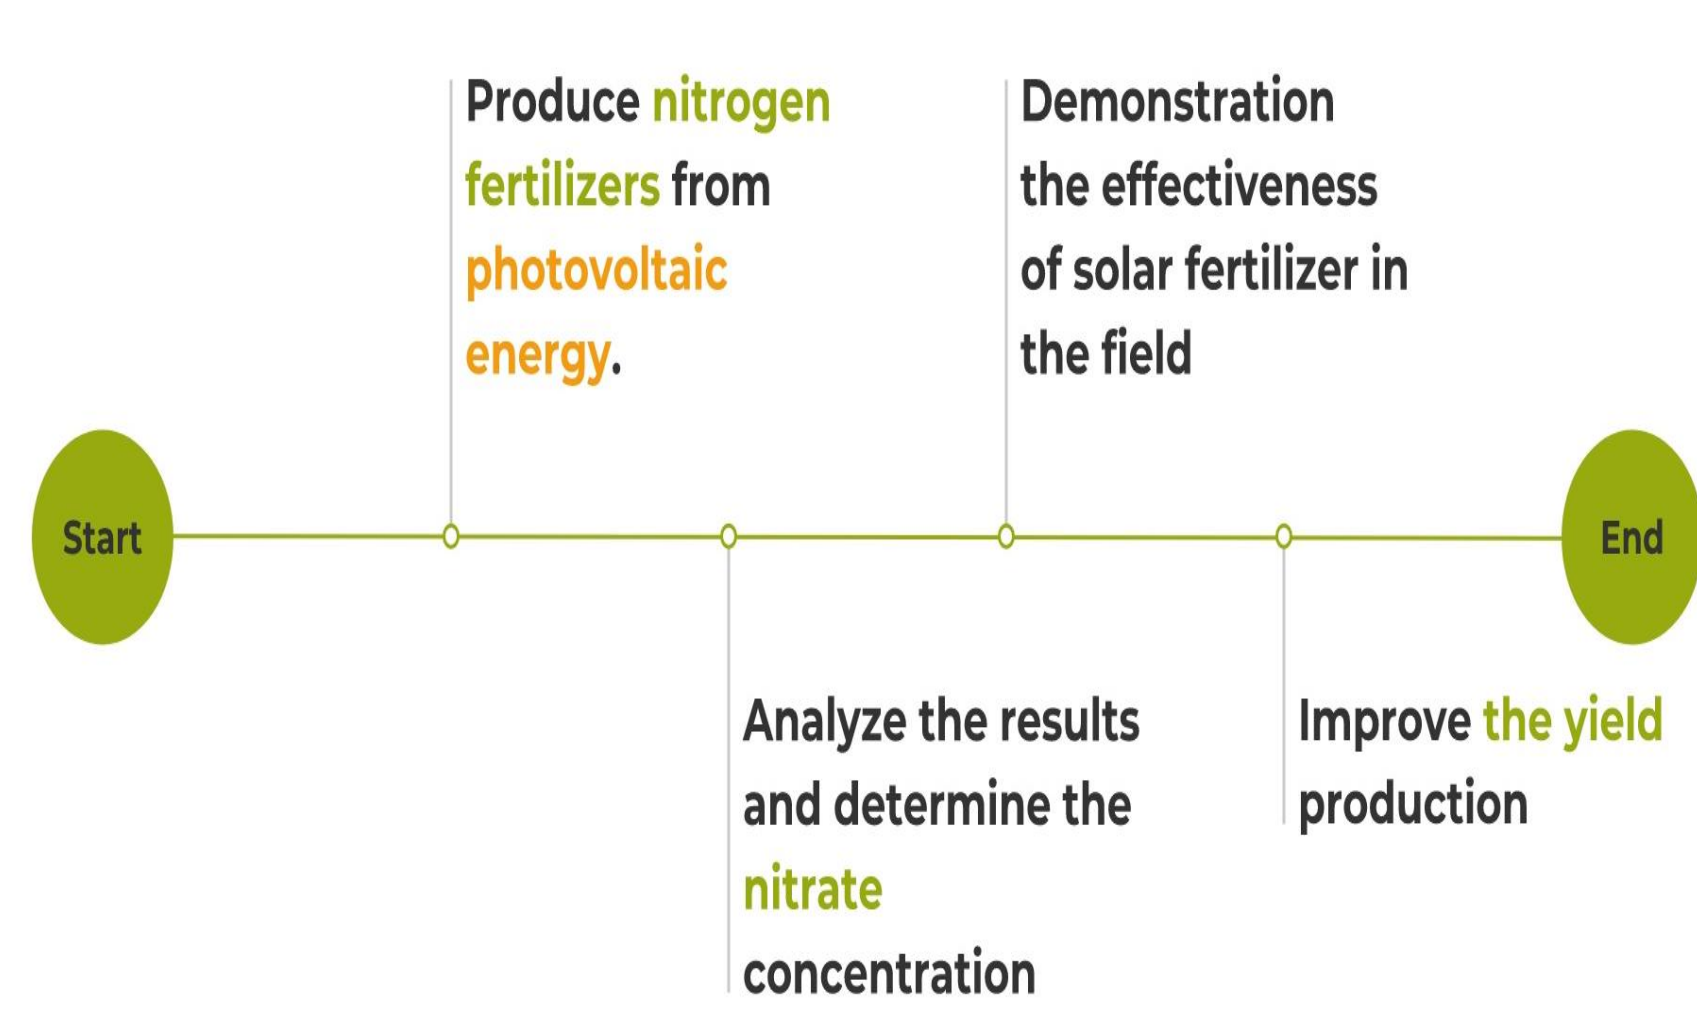 Start
Produce nitrogen
fertilizers from
photovoltaic
energy.
Analyze the results
and determine the
nitrate
concentration
Demonstration
the effectiveness
of solar fertilizer in
the field
Improve the yield
production
End